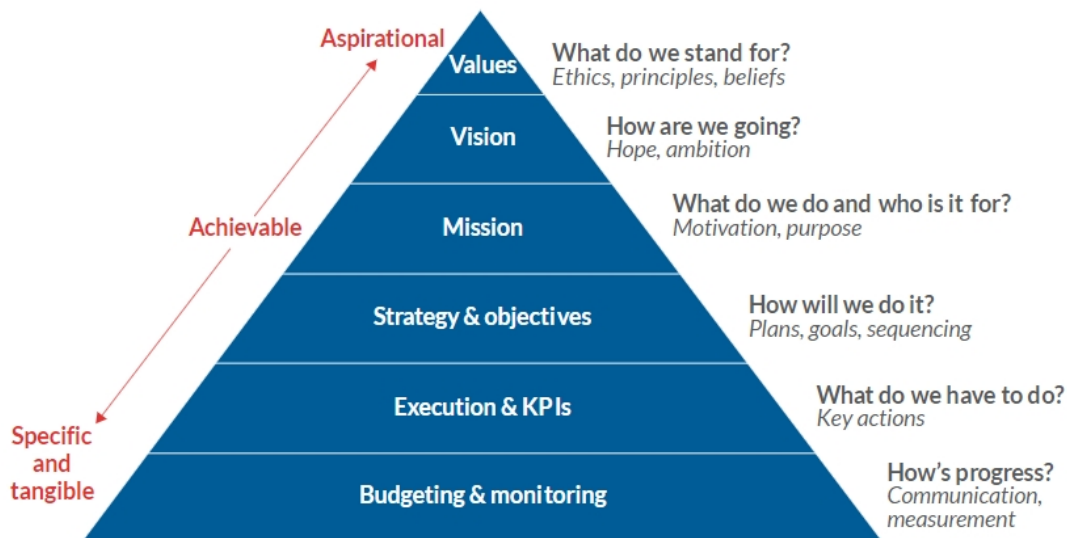 Aspirational
Values
What do we stand for?
Ethics, principles, beliefs
Vision
How are we going?
Hope, ambition
Achievable
Mission
What do we do and who is it for?
Motivation, purpose
Strategy & objectives
How will we do it?
Plans, goals, sequencing
Execution & KPIs
What do we have to do?
Key actions
Specific
and
tangible
Budgeting & monitoring
How's progress?
Communication,
measurement